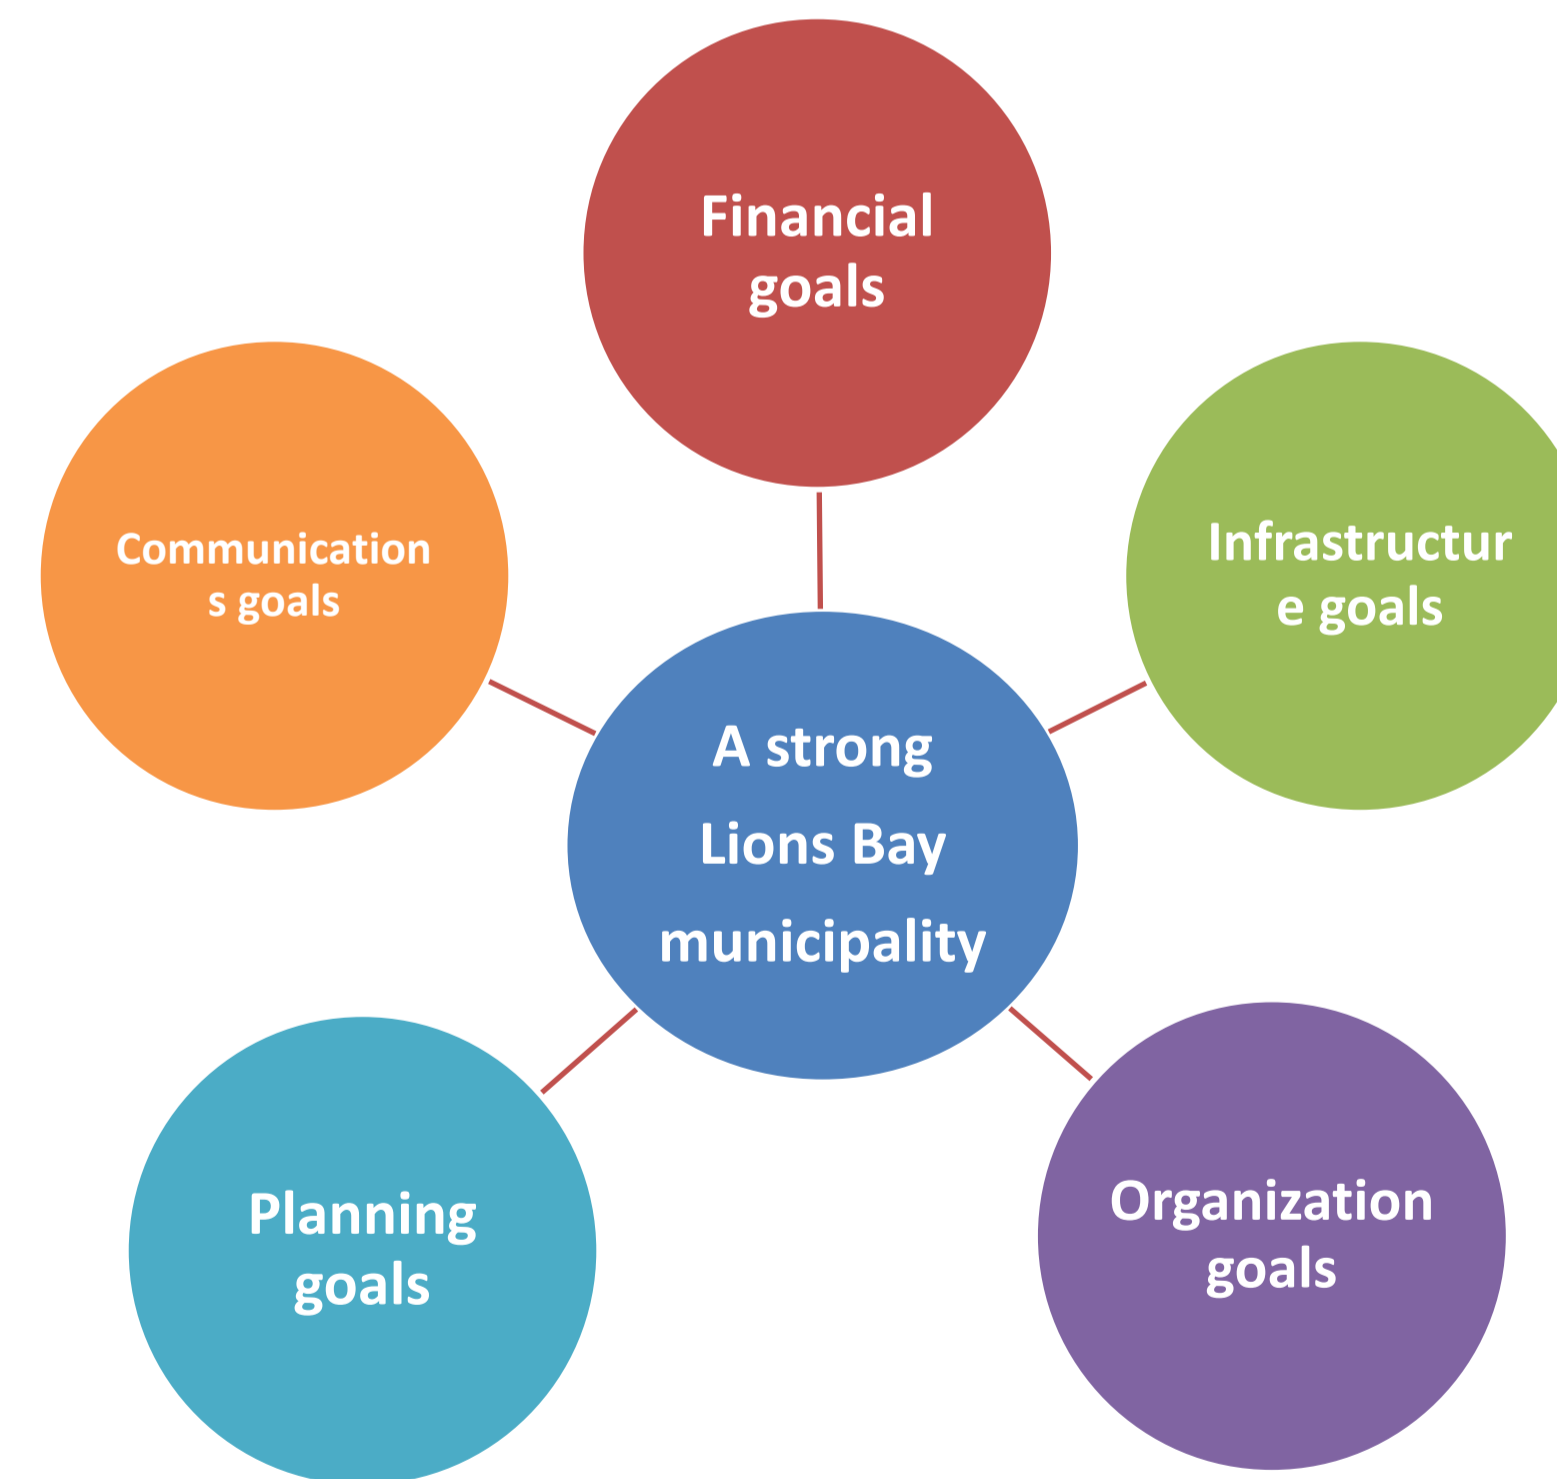 Financial
goals
Communication
s goals
Infrastructur
e goals
A strong
Lions Bay
municipality
Planning
goals
Organization
goals